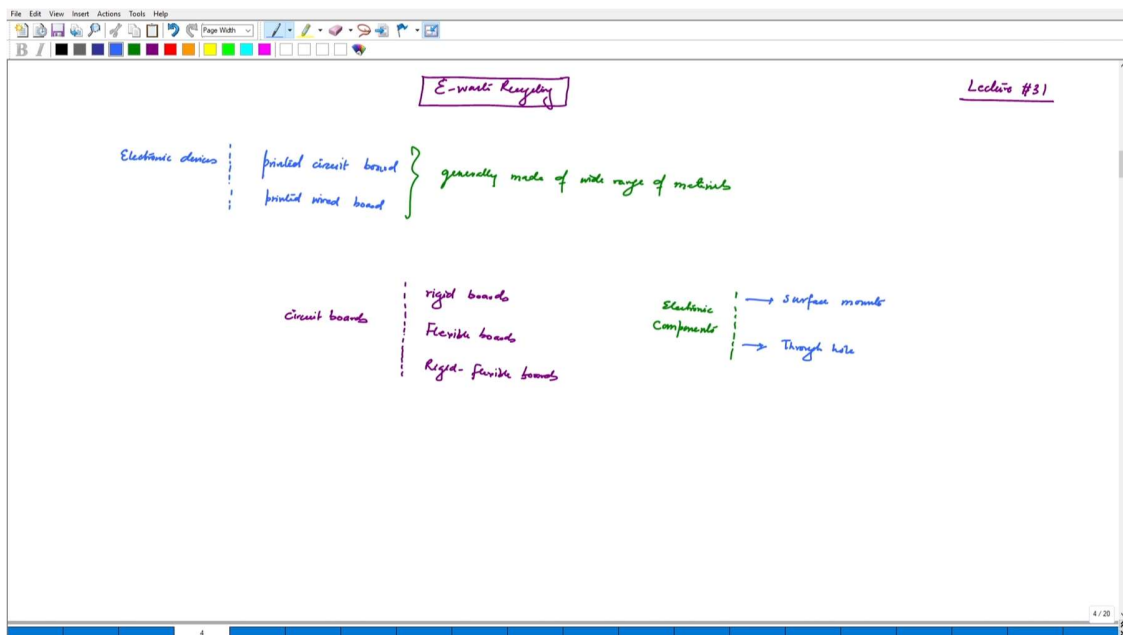 File Edit View Insert Actions Tools Help
Page Width
B I
E-waste Recycling
Lecture #31
Electronic devices
printed circuit board
printed wired board
generally made of wide range of materials
Circuit boards
rigid boards
Flexible boards
Rigid-flexible boards
Electronic
Components
Surface mounts
Through hole
4 / 20
4